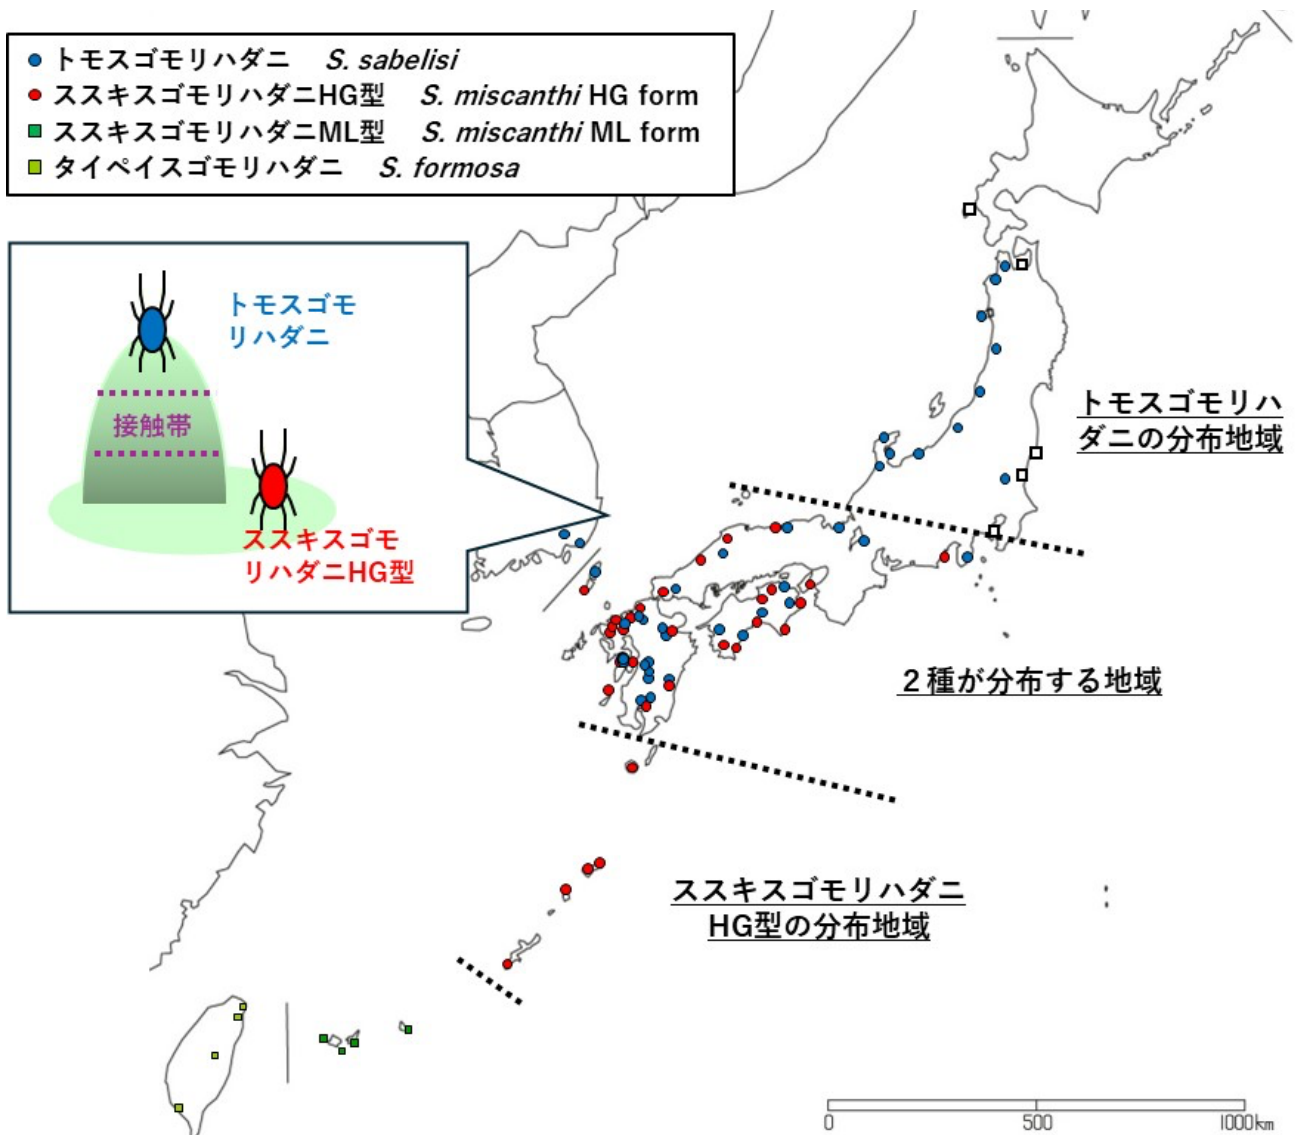 トモスゴモリハダニ S. sabelisi
ススキスゴモリハダニHG型 S. miscanthi HG form
ススキスゴモリハダニML型 S. miscanthi ML form
タイペイスゴモリハダニ S. formosa
トモスゴモ
リハダニ
接触帯
ススキスゴモ
リハダニHG型
トモスゴモリハ
ダニの分布地域
２種が分布する地域
ススキスゴモリハダニ
HG型の分布地域
0 500 1000km